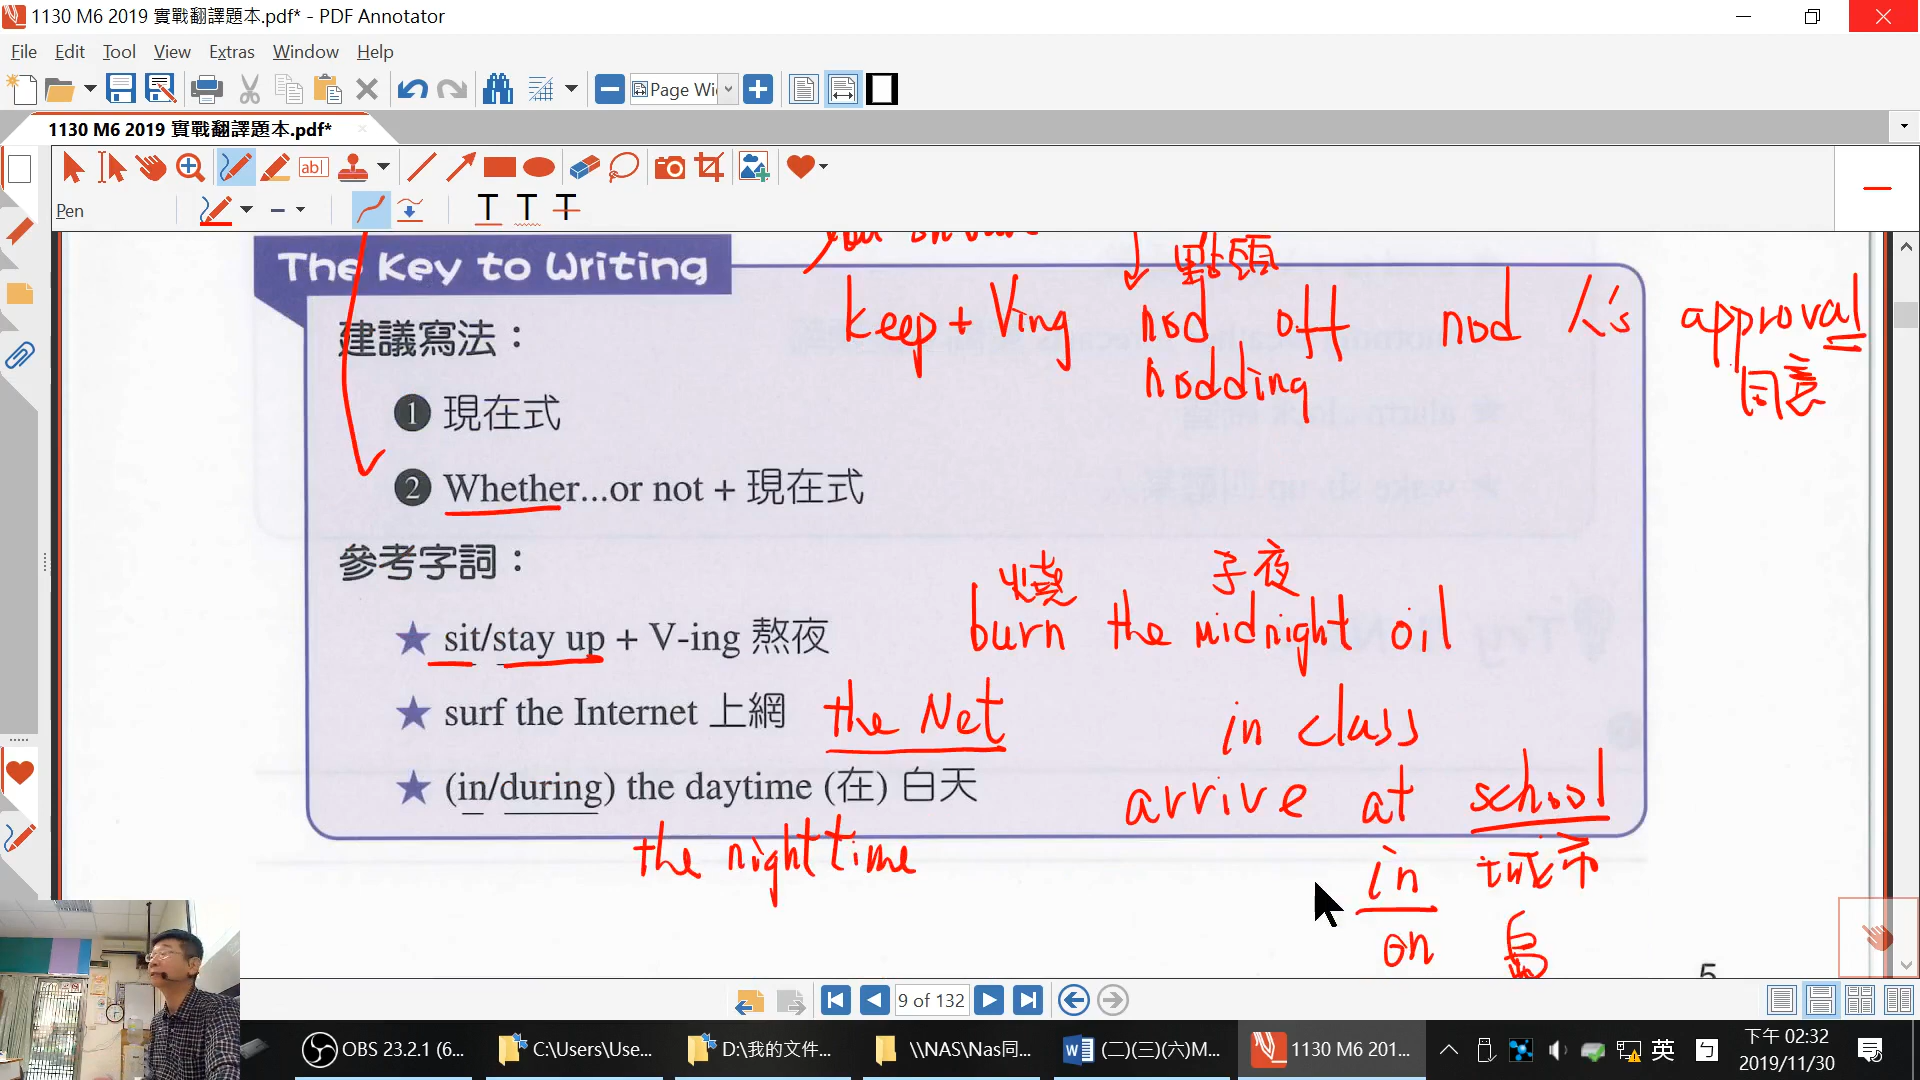 1130 M6 2019 實戰翻譯題本.pdf* - PDF Annotator
File Edit Tool View Extras Window Help
Page Wi
1130 M6 2019 實戰翻譯題本.pdf*
Pen
The Key to Writing
點頭
keep + Ving nod off nod 人's approval
建議寫法：
nodding 同意
1 現在式
2 Whether...or not + 現在式
參考字詞：
燒 子夜
★ sit/stay up + V-ing 熬夜 burn the midnight oil
★ surf the Internet 上網 the Net in class
★ (in/during) the daytime (在) 白天 arrive at school
the nighttime in 城市
on 島
5
9 of 132
OBS 23.2.1 (6... C:\Users\Use... D:\我的文件... \\NAS\Nas同... (二)(三)(六)M... 1130 M6 201... 英 ㄅ 下午 02:32
2019/11/30